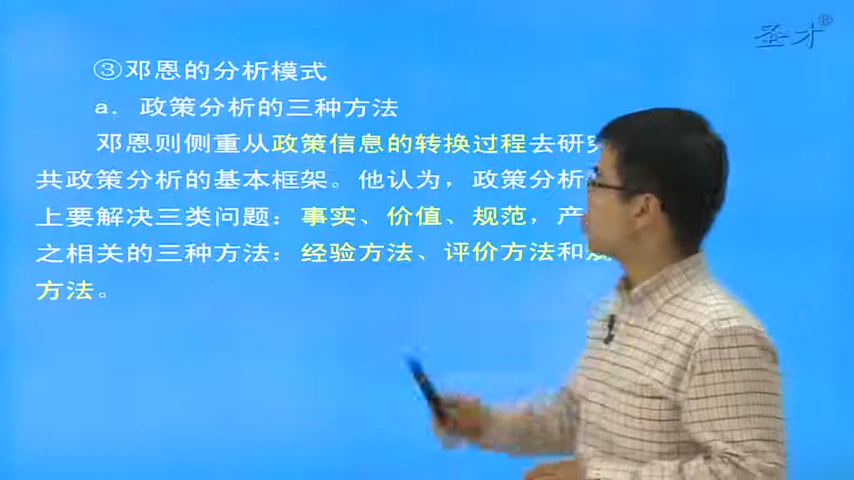 圣才®
③邓恩的分析模式
a. 政策分析的三种方法
邓恩则侧重从政策信息的转换过程去研
共政策分析的基本框架。他认为，政策分析
上要解决三类问题：事实、价值、规范，产
之相关的三种方法：经验方法、评价方法和
方法。